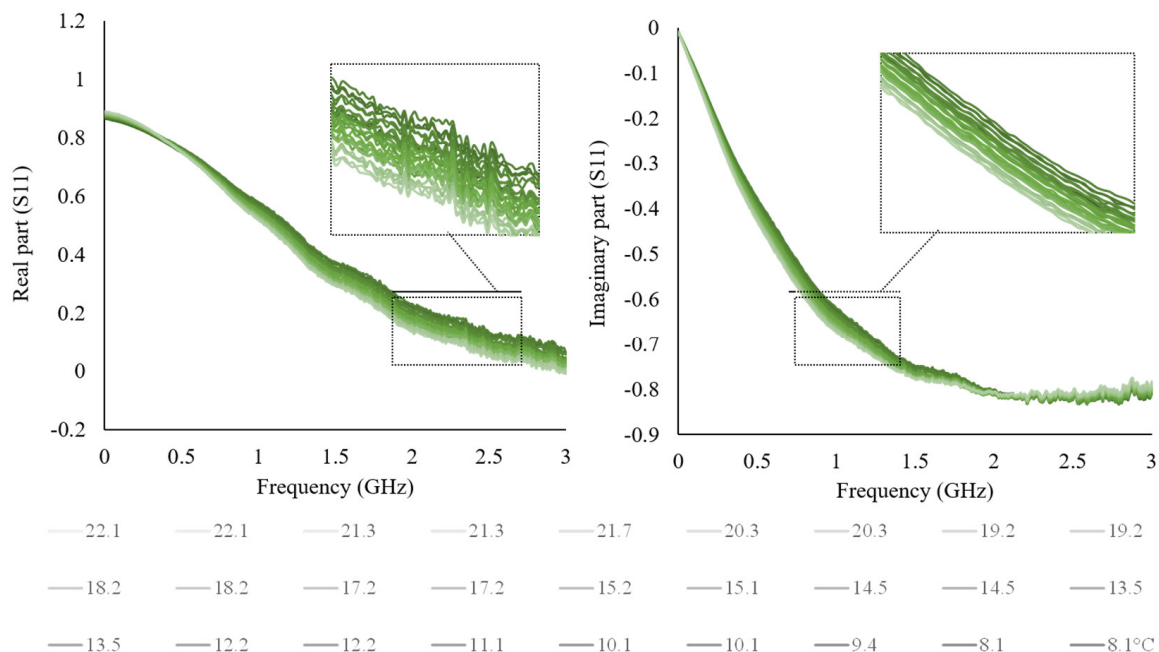 1.2
1
0.8
0.6
0.4
0.2
0
-0.2
Real part (S11)
0 0.5 1 1.5 2 2.5 3
Frequency (GHz)
0
-0.1
-0.2
-0.3
-0.4
-0.5
-0.6
-0.7
-0.8
-0.9
Imaginary part (S11)
0 0.5 1 1.5 2 2.5 3
Frequency (GHz)
22.1 22.1 21.3 21.3 21.7 20.3 20.3 19.2 19.2
18.2 18.2 17.2 17.2 15.2 15.1 14.5 14.5 13.5
13.5 12.2 12.2 11.1 10.1 10.1 9.4 8.1 8.1°C